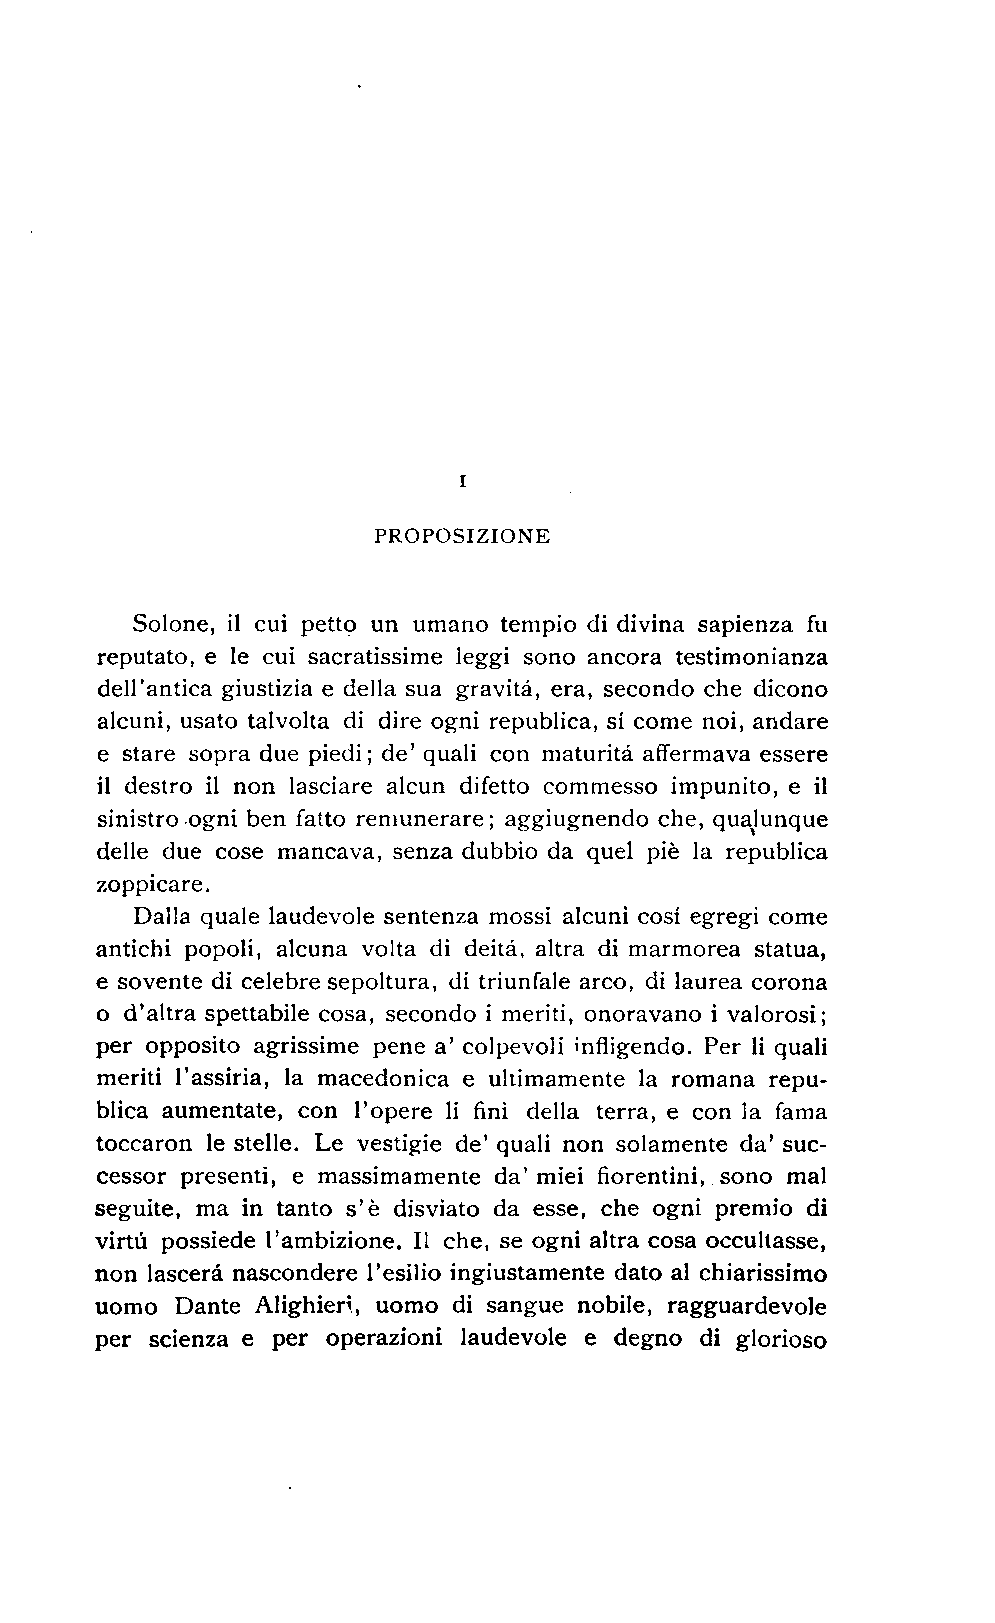 I
PROPOSIZIONE
Solone, il cui petto un umano tempio di divina sapienza fu
reputato, e le cui sacratissime leggi sono ancora testimonianza
dell'antica giustizia e della sua gravitá, era, secondo che dicono
alcuni, usato talvolta di dire ogni republica, sí come noi, andare
e stare sopra due piedi; de' quali con maturitá affermava essere
il destro il non lasciare alcun difetto commesso impunito, e il
sinistro ogni ben fatto remunerare; aggiugnendo che, qualunque
delle due cose mancava, senza dubbio da quel piè la republica
zoppicare.
Dalla quale laudevole sentenza mossi alcuni cosí egregi come
antichi popoli, alcuna volta di deitá, altra di marmorea statua,
e sovente di celebre sepoltura, di triunfale arco, di laurea corona
o d'altra spettabile cosa, secondo i meriti, onoravano i valorosi;
per opposito agrissime pene a' colpevoli infligendo. Per li quali
meriti l'assiria, la macedonica e ultimamente la romana repu-
blica aumentate, con l'opere li fini della terra, e con la fama
toccaron le stelle. Le vestigie de' quali non solamente da' suc-
cessor presenti, e massimamente da' miei fiorentini, sono mal
seguite, ma in tanto s'è disviato da esse, che ogni premio di
virtú possiede l'ambizione. Il che, se ogni altra cosa occultasse,
non lascerá nascondere l'esilio ingiustamente dato al chiarissimo
uomo Dante Alighieri, uomo di sangue nobile, ragguardevole
per scienza e per operazioni laudevole e degno di glorioso